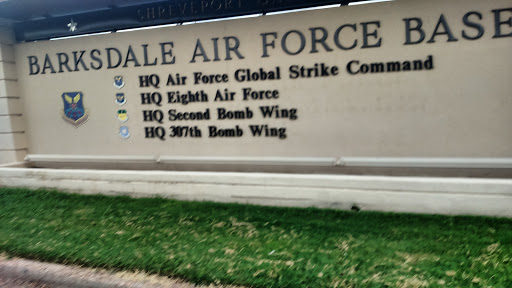 SHREVEPORT
BARKSDALE AIR FORCE BASE
HQ Air Force Global Strike Command
HQ Eighth Air Force
HQ Second Bomb Wing
HQ 307th Bomb Wing